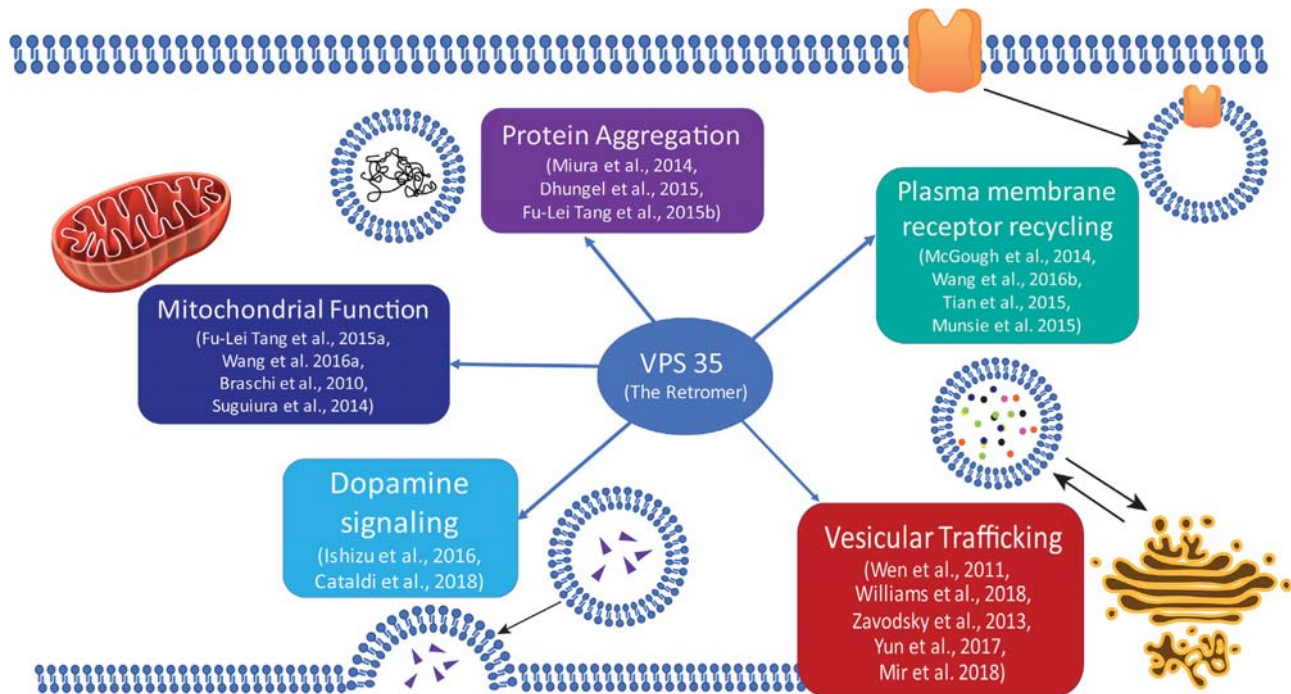 Protein Aggregation
(Miura et al., 2014,
Dhungel et al., 2015,
Fu-Lei Tang et al., 2015b)
Plasma membrane
receptor recycling
(McGough et al., 2014,
Wang et al., 2016b,
Tian et al., 2015,
Munsie et al. 2015)
Mitochondrial Function
(Fu-Lei Tang et al., 2015a,
Wang et al. 2016a,
Braschi et al., 2010,
Suguiura et al., 2014)
VPS 35
(The Retromer)
Dopamine
signaling
(Ishizu et al., 2016,
Cataldi et al., 2018)
Vesicular Trafficking
(Wen et al., 2011,
Williams et al., 2018,
Zavodsky et al., 2013,
Yun et al., 2017,
Mir et al. 2018)